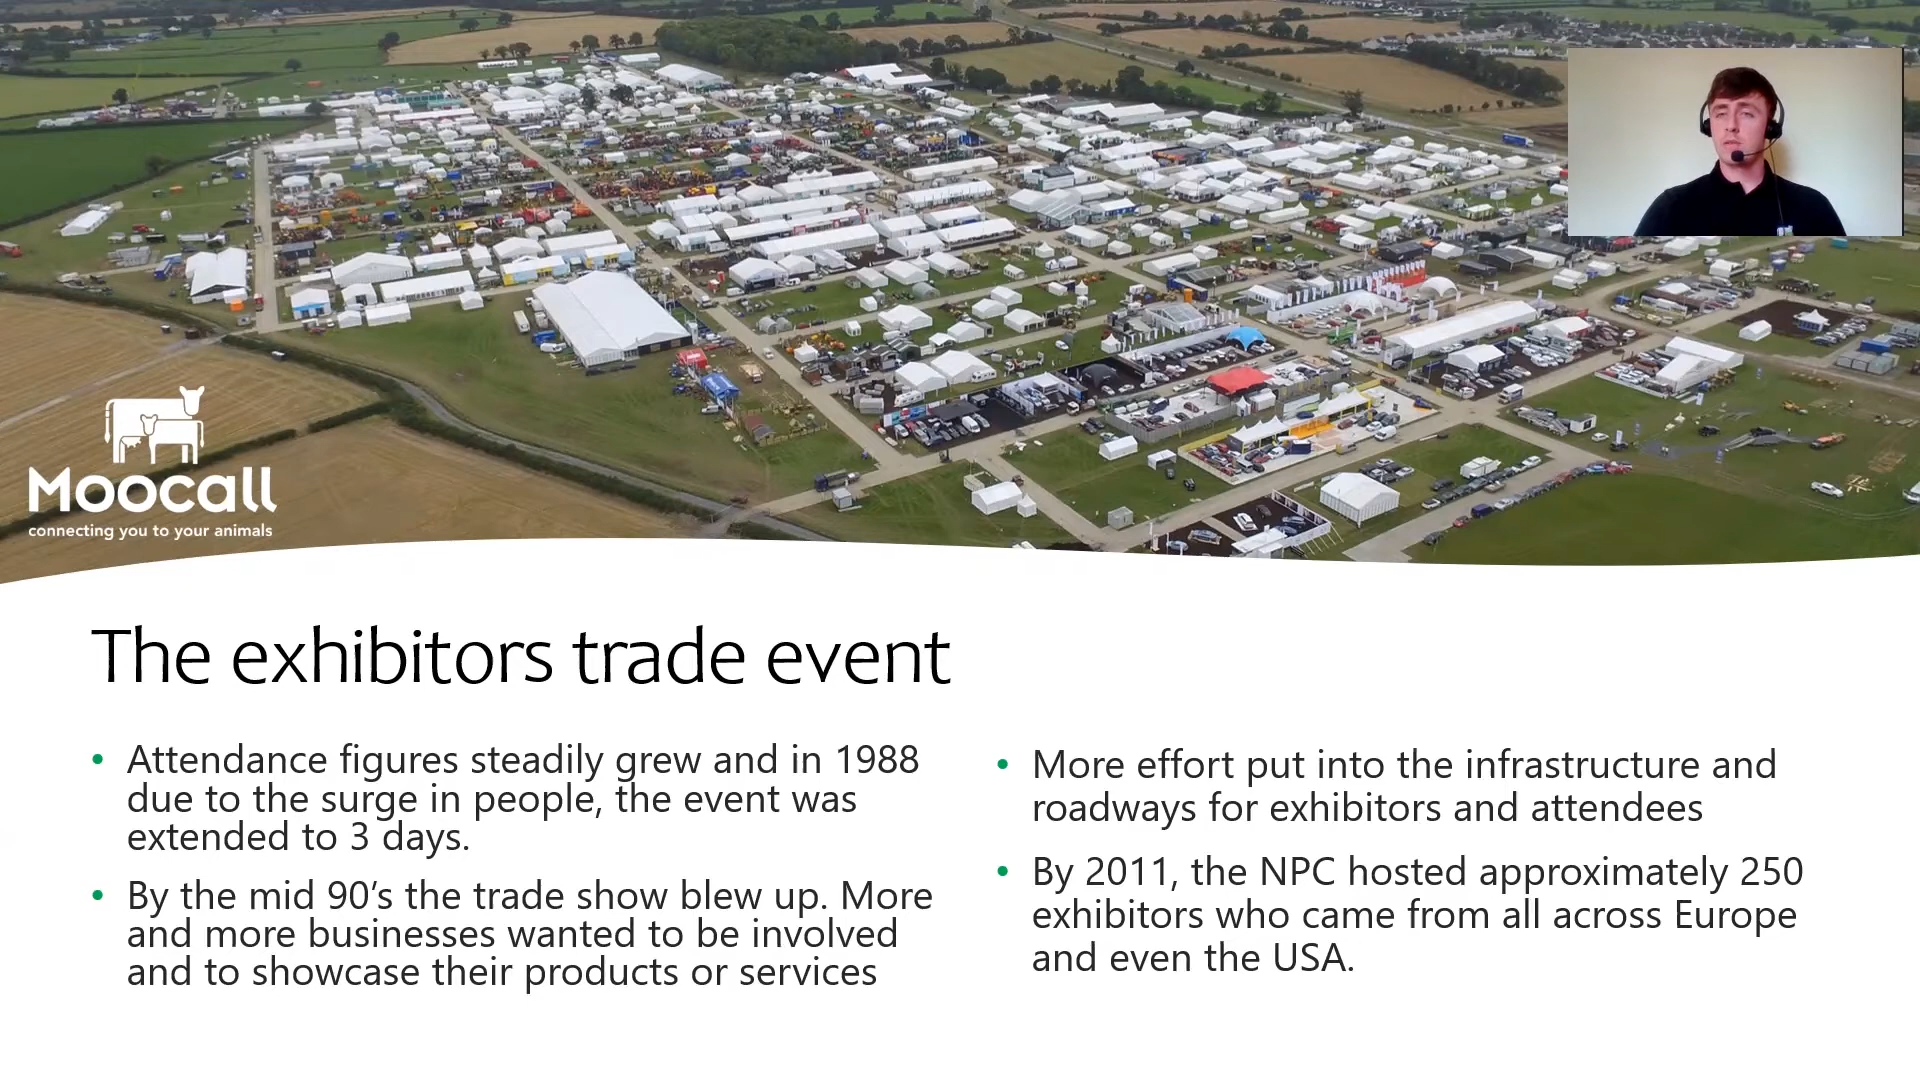 Moocall
connecting you to your animals
The exhibitors trade event
• Attendance figures steadily grew and in 1988
due to the surge in people, the event was
extended to 3 days.
• By the mid 90’s the trade show blew up. More
and more businesses wanted to be involved
and to showcase their products or services
• More effort put into the infrastructure and
roadways for exhibitors and attendees
• By 2011, the NPC hosted approximately 250
exhibitors who came from all across Europe
and even the USA.